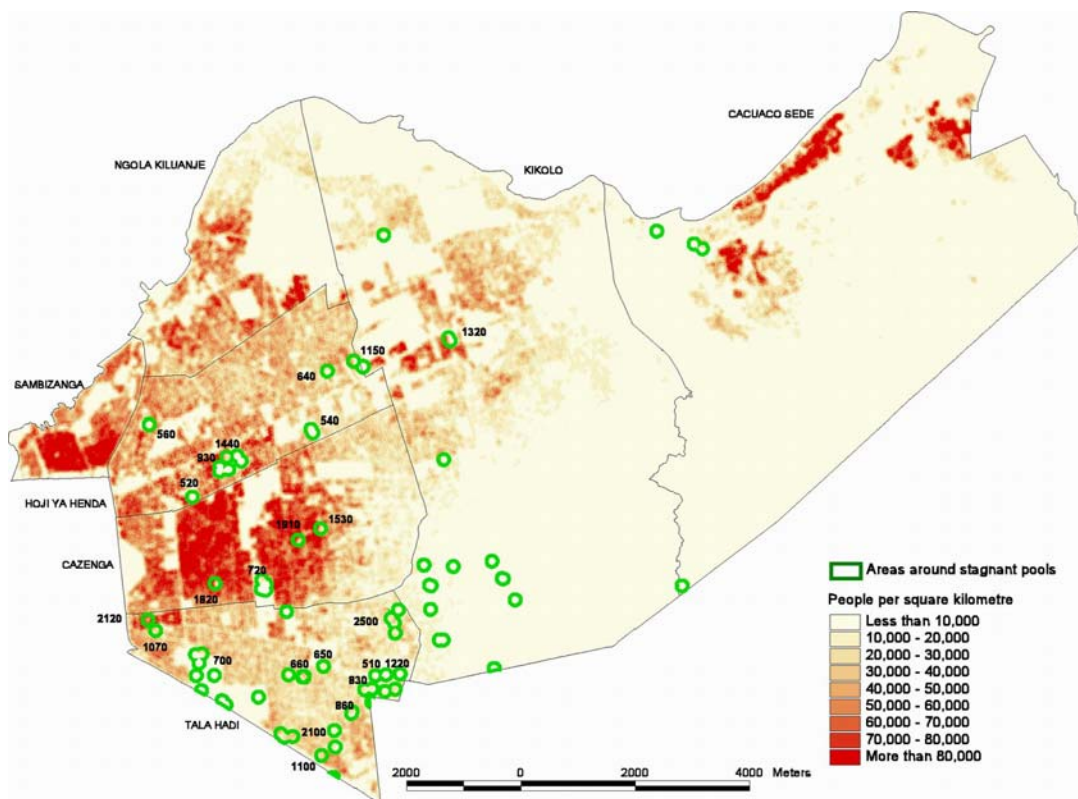 CACUACO SEDE
NGOLA KILUANJE
KIKOLO
1320
1150
640
SAMBIZANGA
540
560
1440
930
520
HOJI YA HENDA
1530
1810
CAZENGA
720
1820
2120
2500
1070
650
700
660
510 1220
830
860
TALA HADI
2100
1100
Areas around stagnant pools
People per square kilometre
Less than 10,000
10,000 - 20,000
20,000 - 30,000
30,000 - 40,000
40,000 - 50,000
50,000 - 60,000
60,000 - 70,000
70,000 - 80,000
More than 80,000
2000 0 2000 4000 Meters